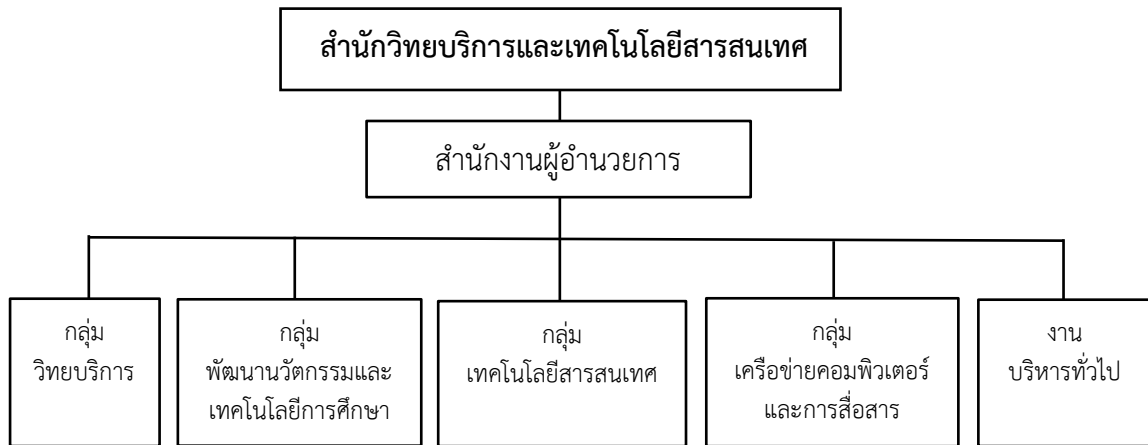 สำนักวิทยบริการและเทคโนโลยีสารสนเทศ
สำนักงานผู้อำนวยการ
กลุ่ม
วิทยบริการ
กลุ่ม
พัฒนานวัตกรรมและ
เทคโนโลยีการศึกษา
กลุ่ม
เทคโนโลยีสารสนเทศ
กลุ่ม
เครือข่ายคอมพิวเตอร์
และการสื่อสาร
งาน
บริหารทั่วไป